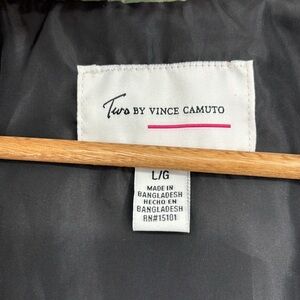 Two BY VINCE CAMUTO
L/G
MADE IN
BANGLADESH
HECHO EN
BANGLADESH
RN#15101